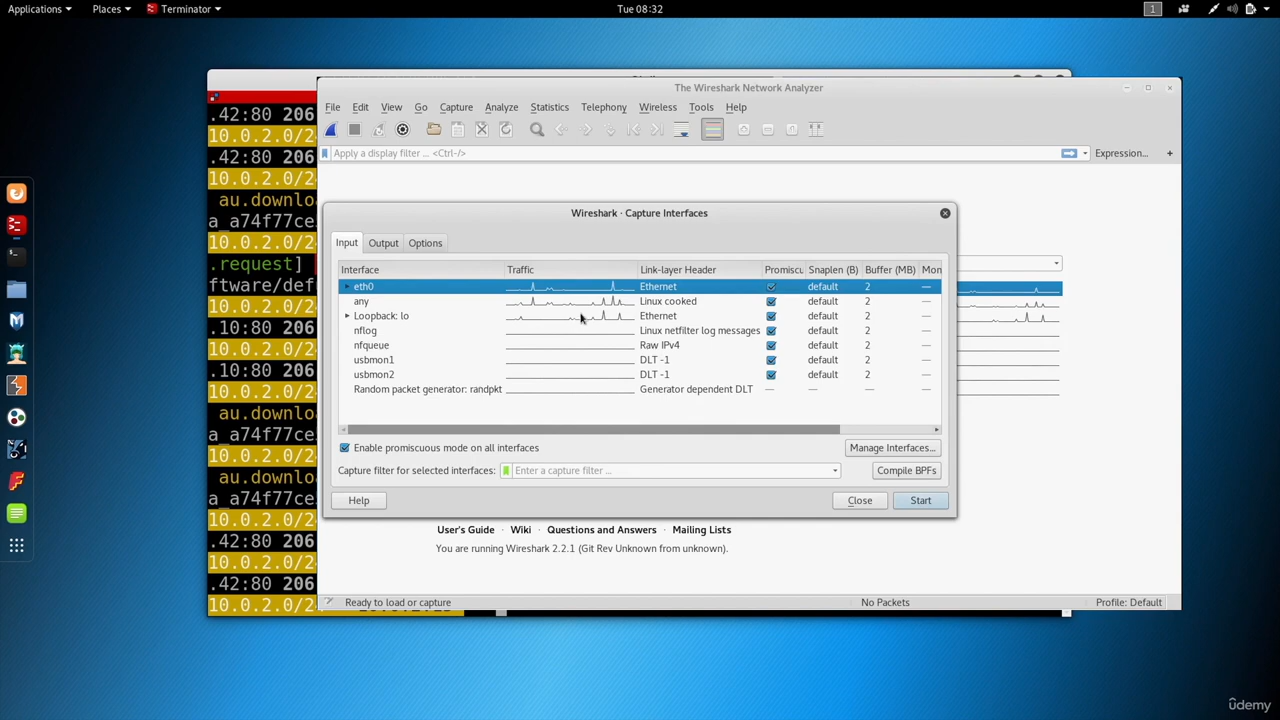 Applications Places Terminator Tue 08:32 1
The Wireshark Network Analyzer
File Edit View Go Capture Analyze Statistics Telephony Wireless Tools Help
Apply a display filter ... <Ctrl-/> Expression... +
.42:80 206
10.0.2.0/2
.42:80 206
10.0.2.0/2
au.downlo
a_a74f77ce
10.0.2.0/2
.request]
ftware/def
10.0.2.0/2
.10:80 206
10.0.2.0/2
.10:80 206
au.downlo
a_a74f77ce
10.0.2.0/2
au.downlo
a_a74f77ce
10.0.2.0/2
.42:80 206
10.0.2.0/2
.42:80 206
10.0.2.0/2
Wireshark · Capture Interfaces
Input Output Options
Interface Traffic Link-layer Header Promiscu Snaplen (B) Buffer (MB) Mon
eth0 Ethernet default 2 —
any Linux cooked default 2 —
Loopback: lo Ethernet default 2 —
nflog Linux netfilter log messages default 2 —
nfqueue Raw IPv4 default 2 —
usbmon1 DLT -1 default 2 —
usbmon2 DLT -1 default 2 —
Random packet generator: randpkt Generator dependent DLT — — — —
Enable promiscuous mode on all interfaces Manage Interfaces...
Capture filter for selected interfaces: Enter a capture filter ... Compile BPFs
Help Close Start
User's Guide · Wiki · Questions and Answers · Mailing Lists
You are running Wireshark 2.2.1 (Git Rev Unknown from unknown).
Ready to load or capture No Packets Profile: Default
udemy